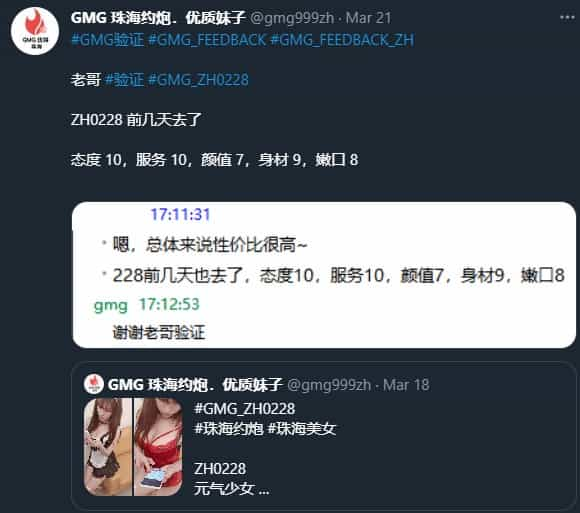 GMG 珠海约炮．优质妹子 @gmg999zh · Mar 21
#GMG验证 #GMG_FEEDBACK #GMG_FEEDBACK_ZH
老哥 #验证 #GMG_ZH0228
ZH0228 前几天去了
态度 10，服务 10，颜值 7，身材 9，嫩口 8
17:11:31
嗯，总体来说性价比很高~
228前几天也去了，态度10，服务10，颜值7，身材9，嫩口8
gmg 17:12:53
谢谢老哥验证
GMG 珠海约炮．优质妹子 @gmg999zh · Mar 18
#GMG_ZH0228
#珠海约炮 #珠海美女
ZH0228
元气少女 ...
GMG 优质
珠海